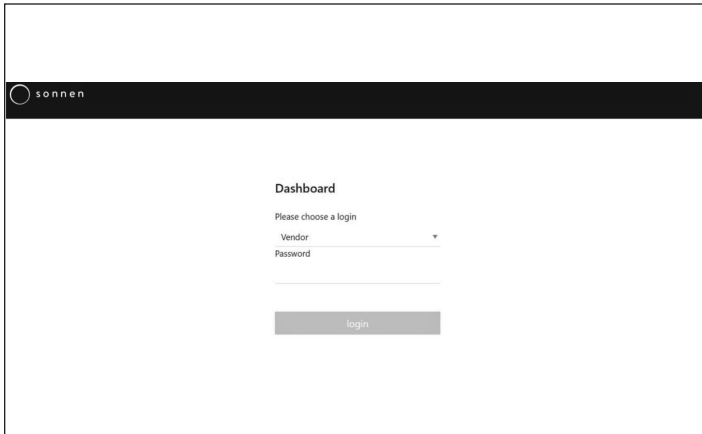 sonnen
Dashboard
Please choose a login
Vendor
Password
login